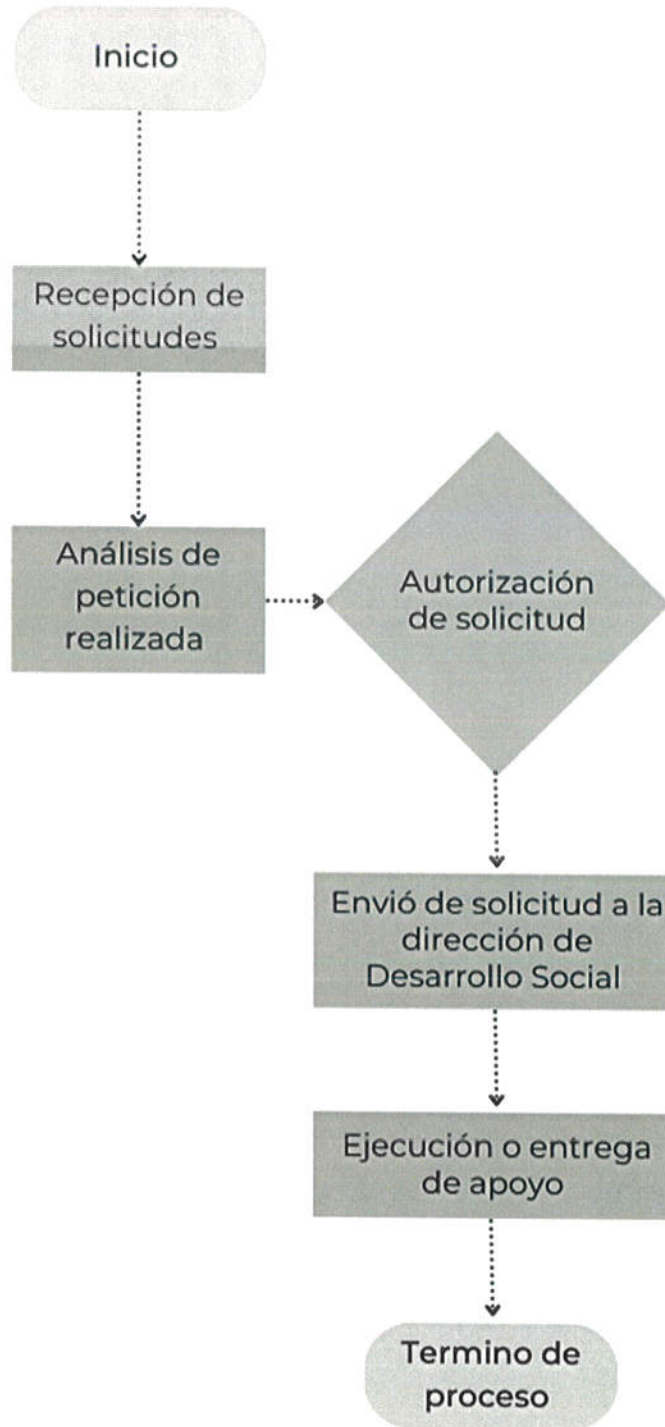 Inicio
Recepción de
solicitudes
Análisis de
petición
realizada
Autorización
de solicitud
Envió de solicitud a la
dirección de
Desarrollo Social
Ejecución o entrega
de apoyo
Termino de
proceso